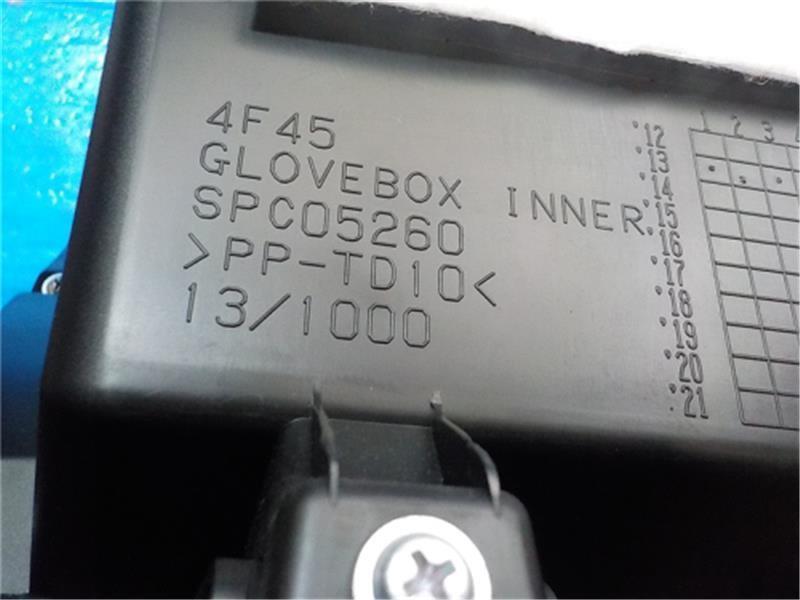 4F45
GLOVEBOX INNER
SPC05260
>PP-TD10<
13/1000
1 2 3
'12
'13
'14
'15
'16
'17
'18
'19
'20
'21